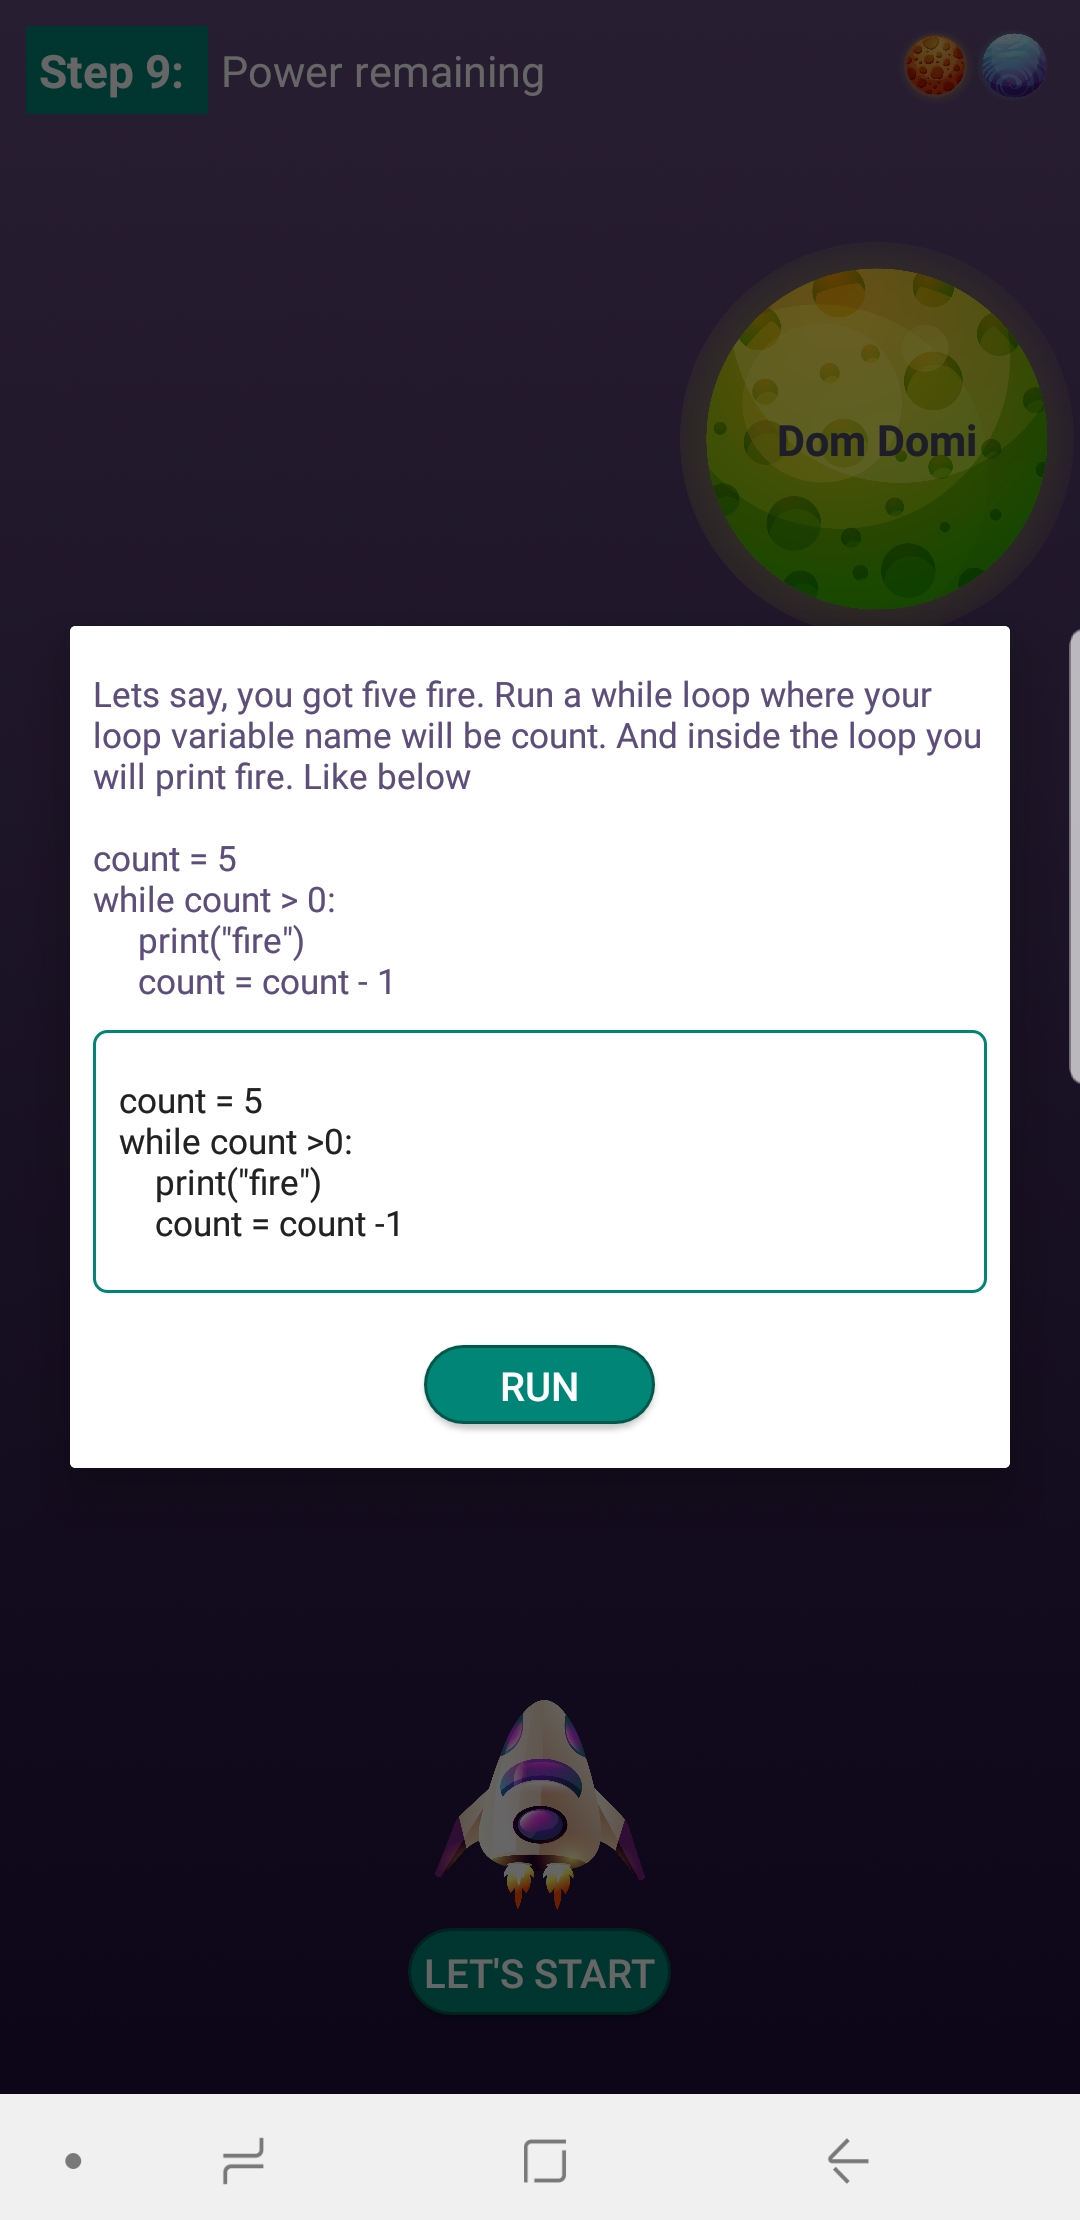 Step 9: Power remaining
Dom Domi
Lets say, you got five fire. Run a while loop where your
loop variable name will be count. And inside the loop you
will print fire. Like below
count = 5
while count > 0:
print("fire")
count = count - 1
count = 5
while count >0:
print("fire")
count = count -1
RUN
LET'S START